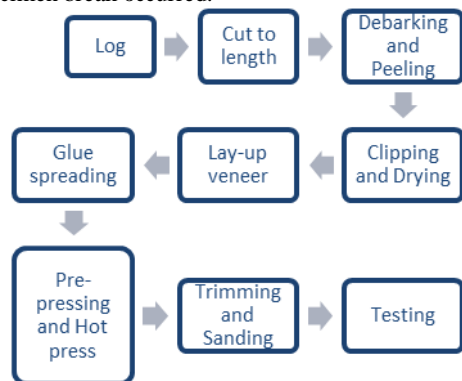 Log
Cut to
length
Debarking
and
Peeling
Clipping
and Drying
Lay-up
veneer
Glue
spreading
Pre-
pressing
and Hot
press
Trimming
and
Sanding
Testing